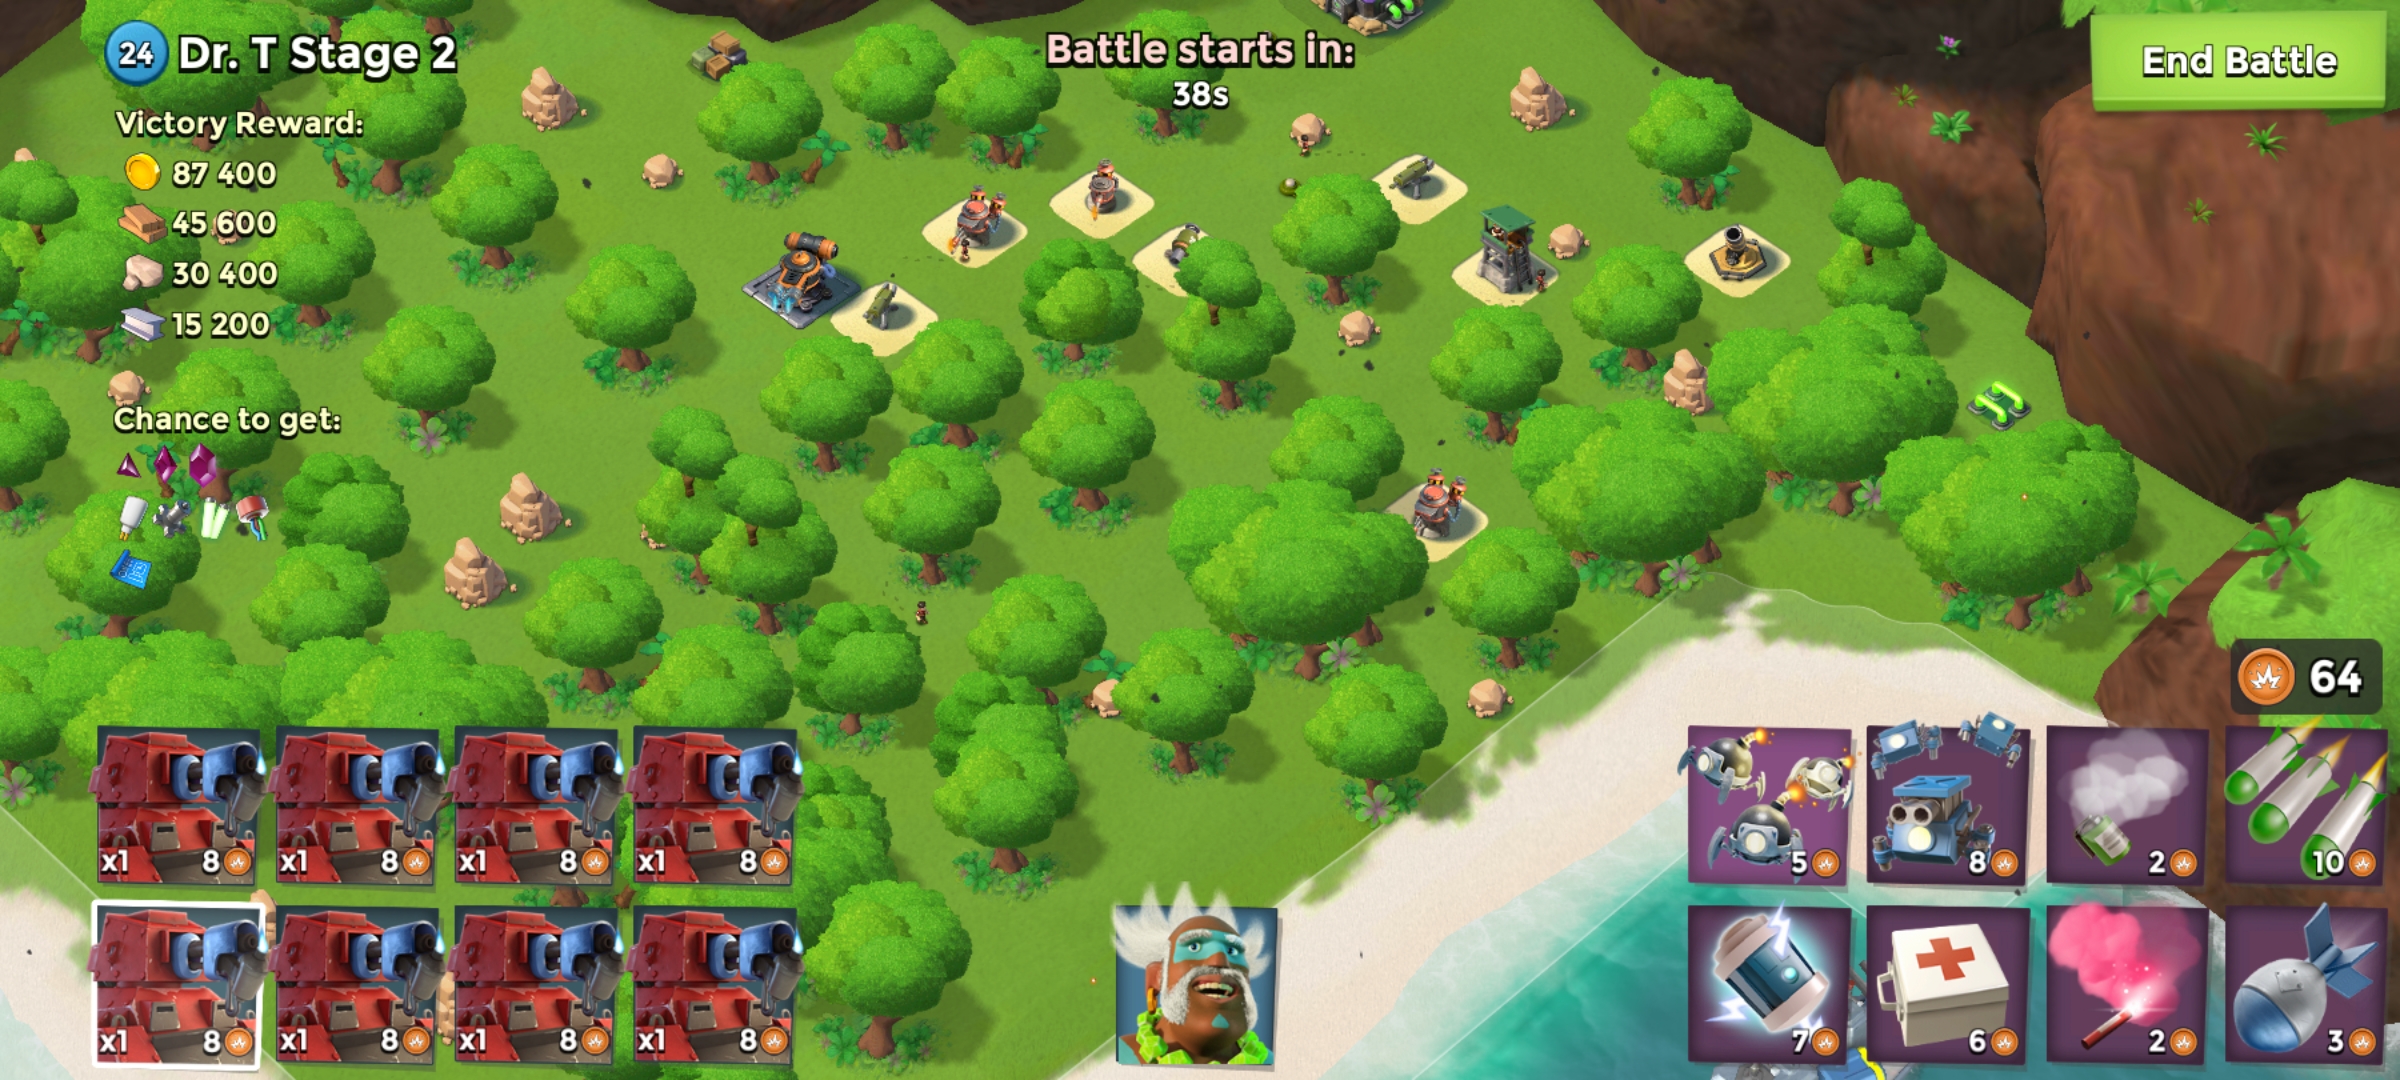 24 Dr. T Stage 2
Battle starts in:
38s
End Battle
Victory Reward:
87 400
45 600
30 400
15 200
Chance to get:
64
x1 8
x1 8
x1 8
x1 8
5
8
2
10
x1 8
x1 8
x1 8
x1 8
7
6
2
3